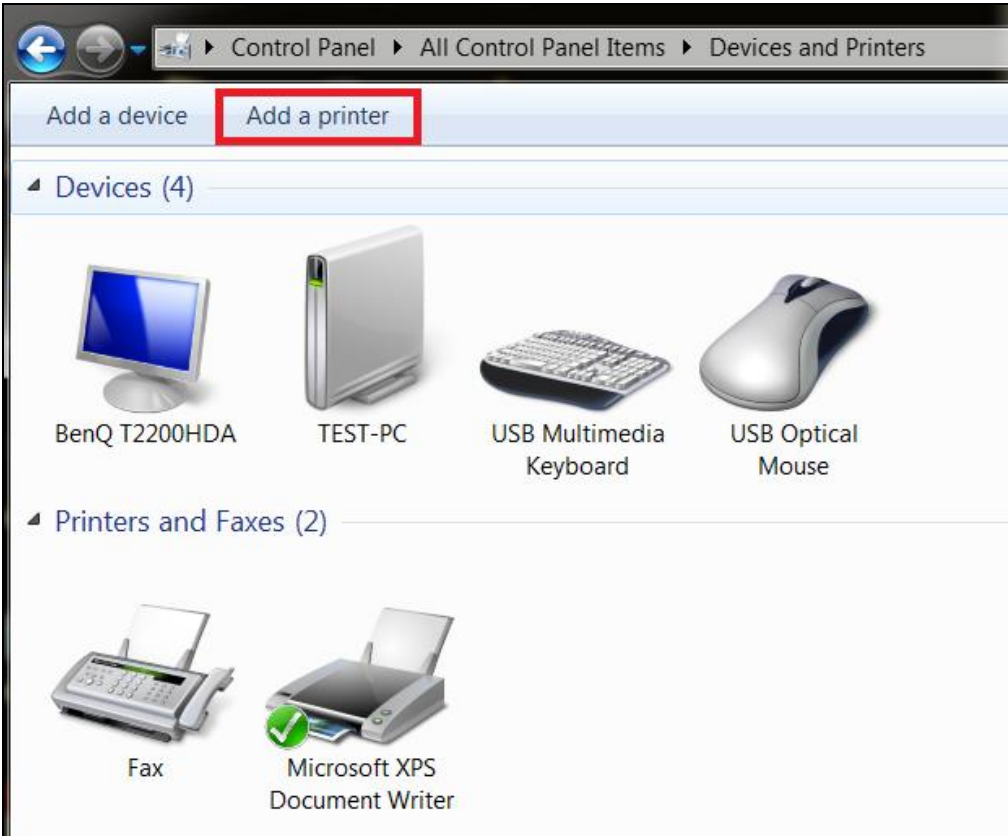 Control Panel ▸ All Control Panel Items ▸ Devices and Printers
Add a device Add a printer
Devices (4)
BenQ T2200HDA TEST-PC USB Multimedia USB Optical
Keyboard Mouse
Printers and Faxes (2)
Fax Microsoft XPS
Document Writer